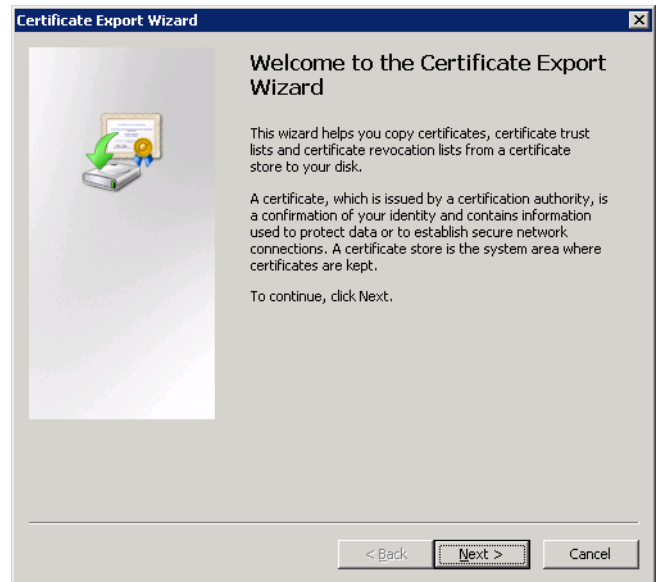 Certificate Export Wizard
Welcome to the Certificate Export
Wizard
This wizard helps you copy certificates, certificate trust
lists and certificate revocation lists from a certificate
store to your disk.
A certificate, which is issued by a certification authority, is
a confirmation of your identity and contains information
used to protect data or to establish secure network
connections. A certificate store is the system area where
certificates are kept.
To continue, click Next.
< Back
Next >
Cancel